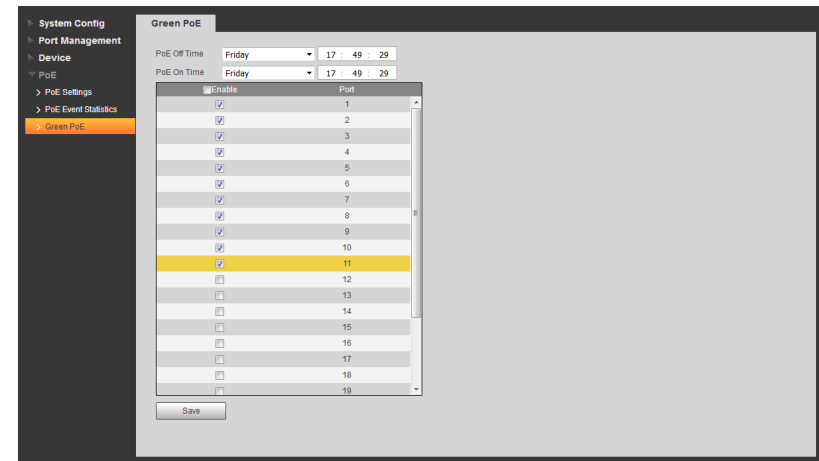 System Config
Port Management
Device
PoE
PoE Settings
PoE Event Statistics
Green PoE
Green PoE
PoE Off Time Friday 17 : 49 : 29
PoE On Time Friday 17 : 49 : 29
Enable Port
1
2
3
4
5
6
7
8
9
10
11
12
13
14
15
16
17
18
19
Save